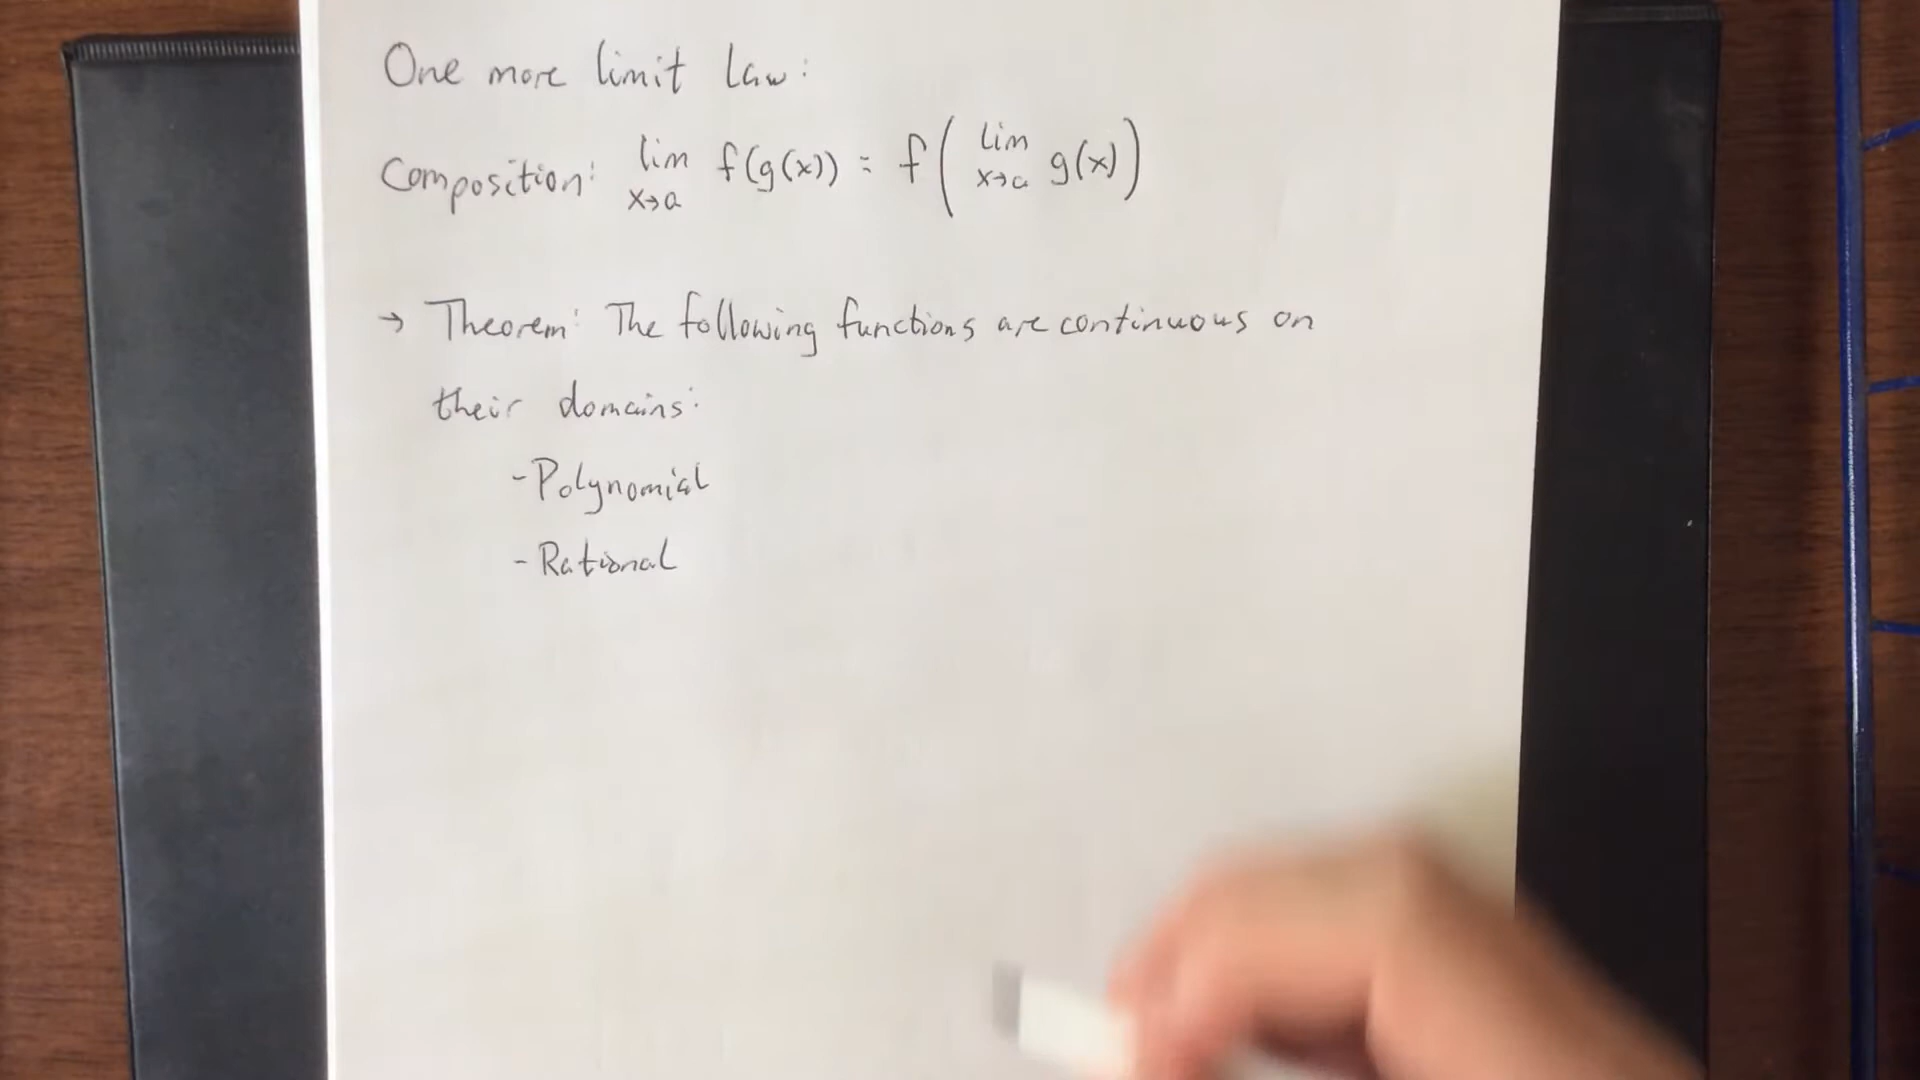 One more limit law:
Composition: lim x→a f(g(x)) = f( lim x→a g(x) )
→ Theorem: The following functions are continuous on
their domains:
- Polynomial
- Rational